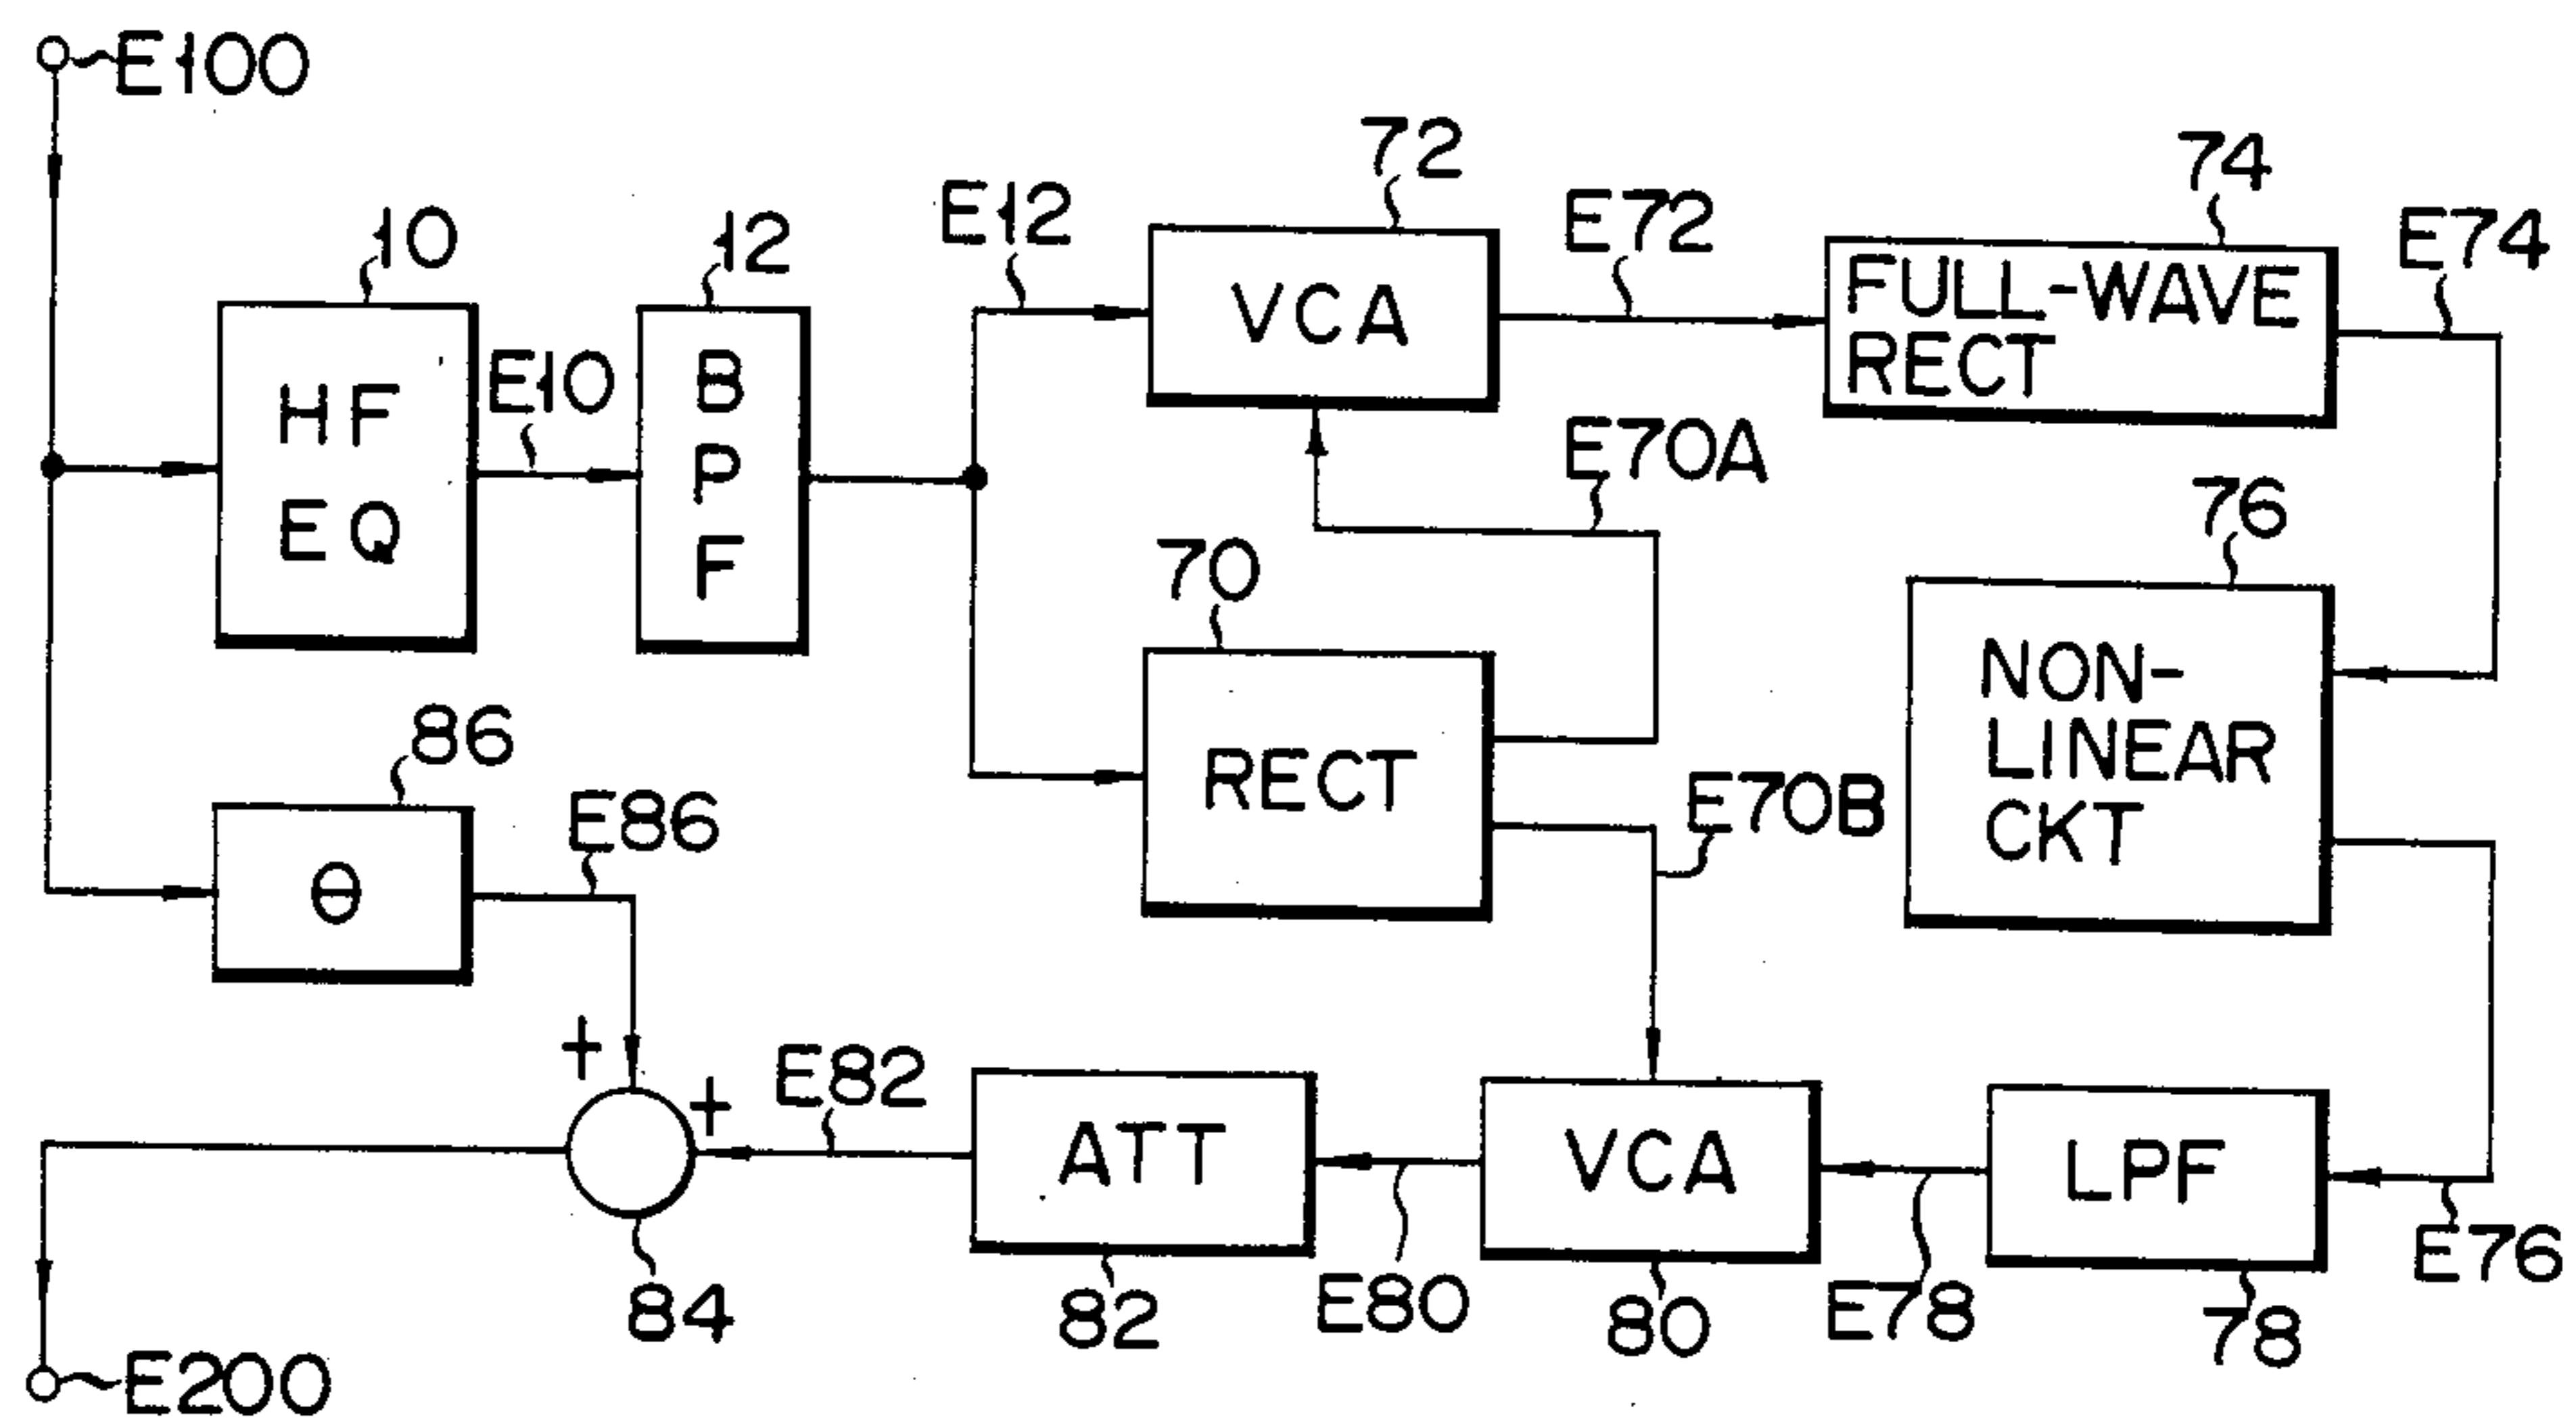 E100
72
74
E12
E72
E74
10
12
VCA
FULL-WAVE
RECT
HF
EQ
E10
B
P
F
E70A
70
76
NON-
LINEAR
CKT
86
E86
RECT
E70B
θ
+
+
E82
ATT
VCA
LPF
84
82
E80
80
E78
78
E76
E200